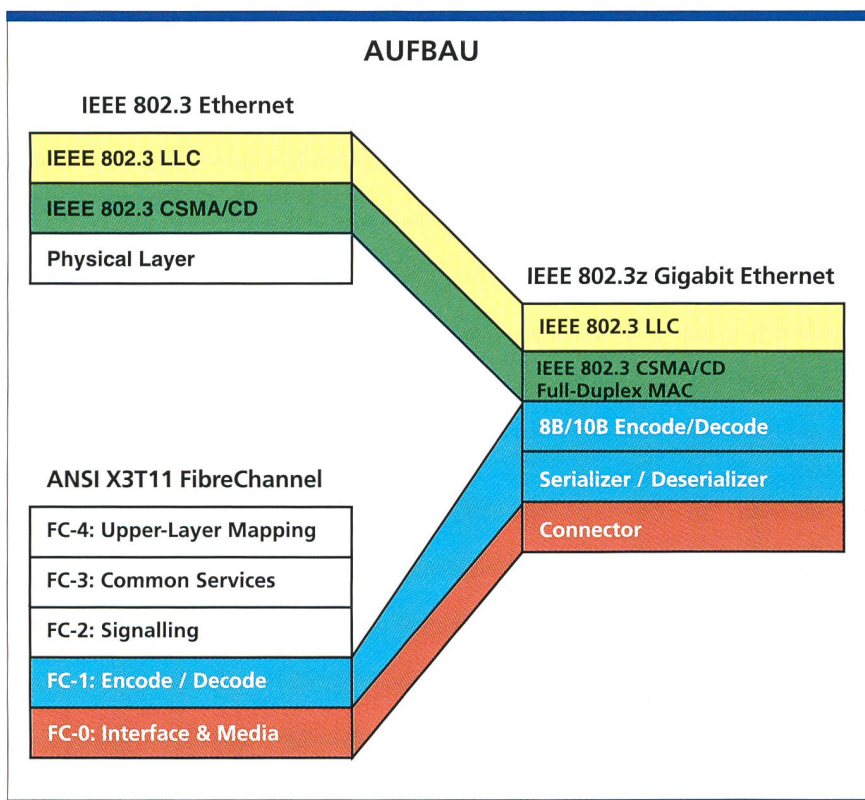 AUFBAU
IEEE 802.3 Ethernet
IEEE 802.3 LLC
IEEE 802.3 CSMA/CD
Physical Layer
IEEE 802.3z Gigabit Ethernet
IEEE 802.3 LLC
IEEE 802.3 CSMA/CD
Full-Duplex MAC
8B/10B Encode/Decode
Serializer / Deserializer
Connector
ANSI X3T11 FibreChannel
FC-4: Upper-Layer Mapping
FC-3: Common Services
FC-2: Signalling
FC-1: Encode / Decode
FC-0: Interface & Media